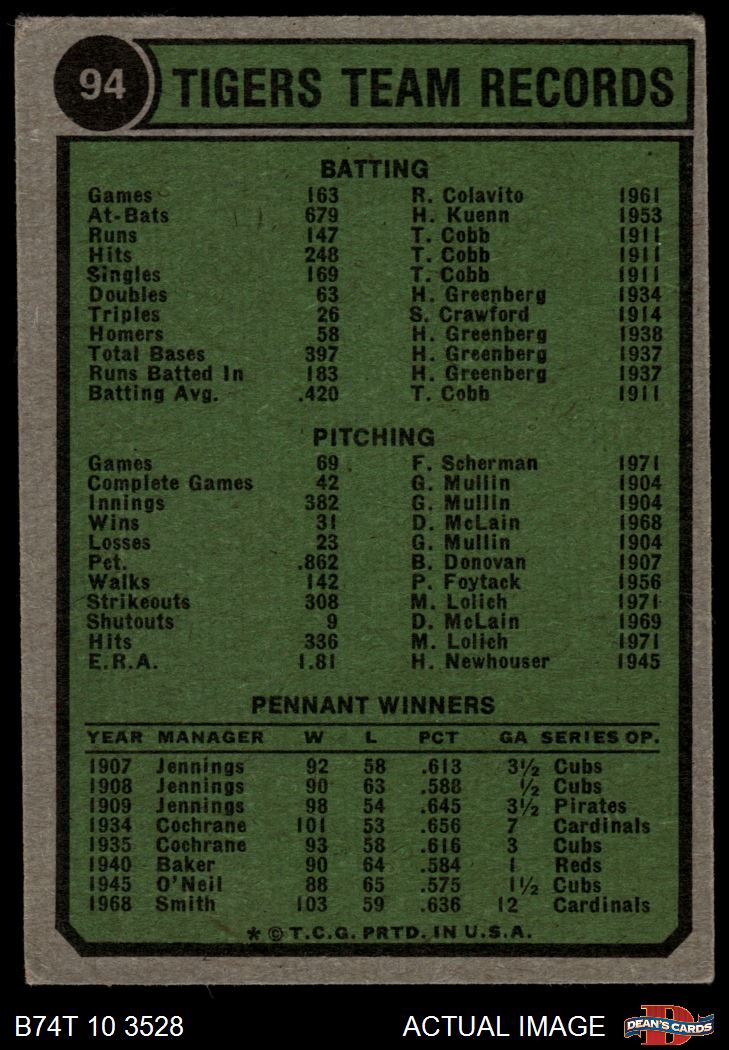 94
TIGERS TEAM RECORDS
BATTING
Games 163 R. Colavito 1961
At-Bats 679 H. Kuenn 1953
Runs 147 T. Cobb 1911
Hits 248 T. Cobb 1911
Singles 169 T. Cobb 1911
Doubles 63 H. Greenberg 1934
Triples 26 S. Crawford 1914
Homers 58 H. Greenberg 1938
Total Bases 397 H. Greenberg 1937
Runs Batted In 183 H. Greenberg 1937
Batting Avg. .420 T. Cobb 1911
PITCHING
Games 69 F. Scherman 1971
Complete Games 42 G. Mullin 1904
Innings 382 G. Mullin 1904
Wins 31 D. McLain 1968
Losses 23 G. Mullin 1904
Pct. .862 B. Donovan 1907
Walks 142 P. Foytack 1956
Strikeouts 308 M. Lolich 1971
Shutouts 9 D. McLain 1969
Hits 336 M. Lolich 1971
E.R.A. 1.81 H. Newhouser 1945
PENNANT WINNERS
YEAR MANAGER W L PCT GA SERIES OP.
1907 Jennings 92 58 .613 3½ Cubs
1908 Jennings 90 63 .588 ½ Cubs
1909 Jennings 98 54 .645 3½ Pirates
1934 Cochrane 101 53 .656 7 Cardinals
1935 Cochrane 93 58 .616 3 Cubs
1940 Baker 90 64 .584 1 Reds
1945 O'Neil 88 65 .575 1½ Cubs
1968 Smith 103 59 .636 12 Cardinals
* © T.C.G. PRTD. IN U.S.A.
B74T 10 3528 ACTUAL IMAGE DEAN'S CARDS